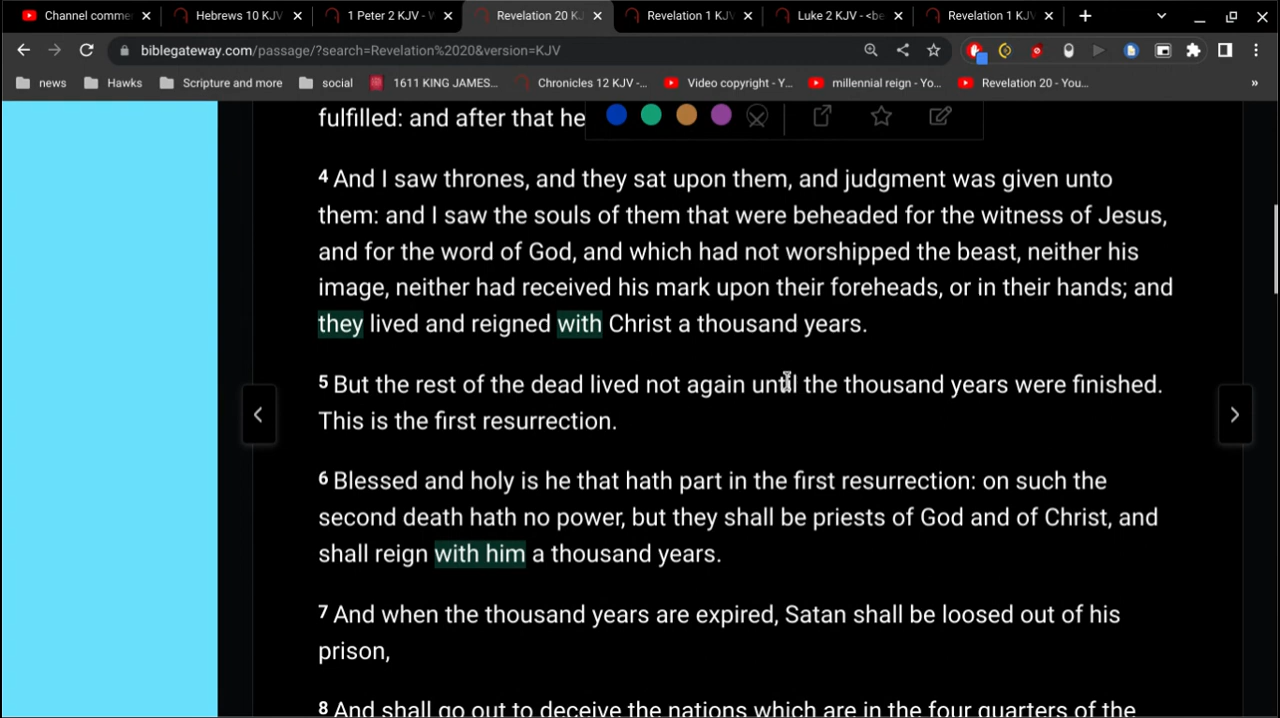 Channel comme
Hebrews 10 KJV
1 Peter 2 KJV - 
Revelation 20 KJ
Revelation 1 KJV
Luke 2 KJV - <be
Revelation 1 KJV
biblegateway.com/passage/?search=Revelation%2020&version=KJV
news
Hawks
Scripture and more
social
1611 KING JAMES...
Chronicles 12 KJV -...
Video copyright - Y...
millennial reign - Yo...
Revelation 20 - You...
»
fulfilled: and after that he
4 And I saw thrones, and they sat upon them, and judgment was given unto
them: and I saw the souls of them that were beheaded for the witness of Jesus,
and for the word of God, and which had not worshipped the beast, neither his
image, neither had received his mark upon their foreheads, or in their hands; and
they lived and reigned with Christ a thousand years.
5 But the rest of the dead lived not again until the thousand years were finished.
This is the first resurrection.
6 Blessed and holy is he that hath part in the first resurrection: on such the
second death hath no power, but they shall be priests of God and of Christ, and
shall reign with him a thousand years.
7 And when the thousand years are expired, Satan shall be loosed out of his
prison,
8 And shall go out to deceive the nations which are in the four quarters of the